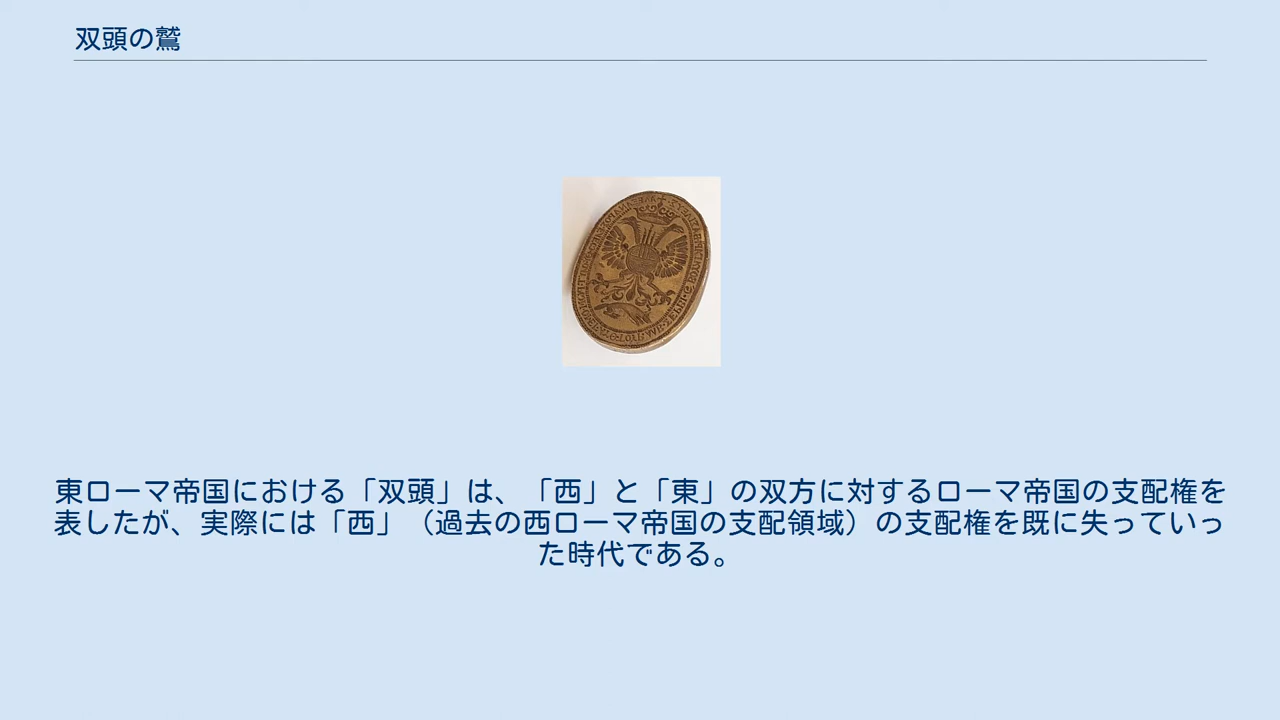 双頭の鷲
東ローマ帝国における「双頭」は、「西」と「東」の双方に対するローマ帝国の支配権を
表したが、実際には「西」（過去の西ローマ帝国の支配領域）の支配権を既に失っていっ
た時代である。